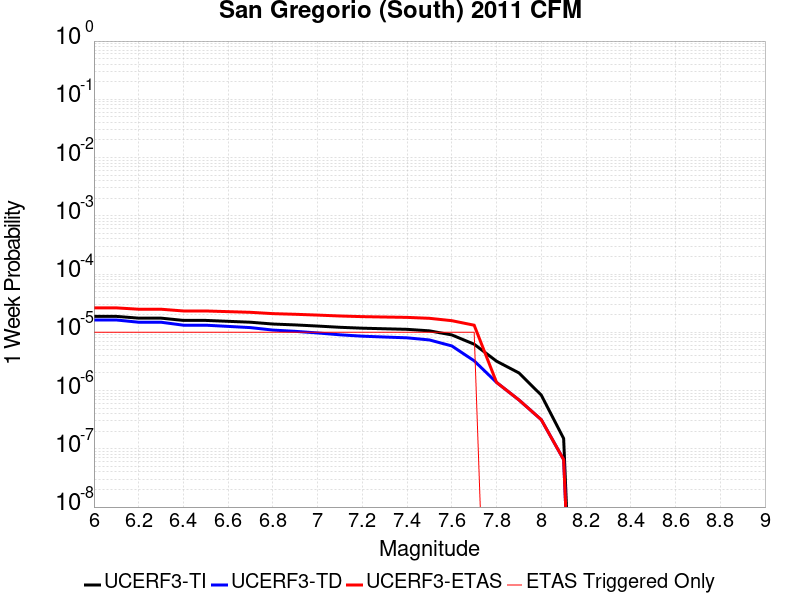 San Gregorio (South) 2011 CFM
10^0
10^-1
10^-2
10^-3
10^-4
10^-5
10^-6
10^-7
10^-8
1 Week Probability
6 6.2 6.4 6.6 6.8 7 7.2 7.4 7.6 7.8 8 8.2 8.4 8.6 8.8 9
Magnitude
UCERF3-TI UCERF3-TD UCERF3-ETAS ETAS Triggered Only